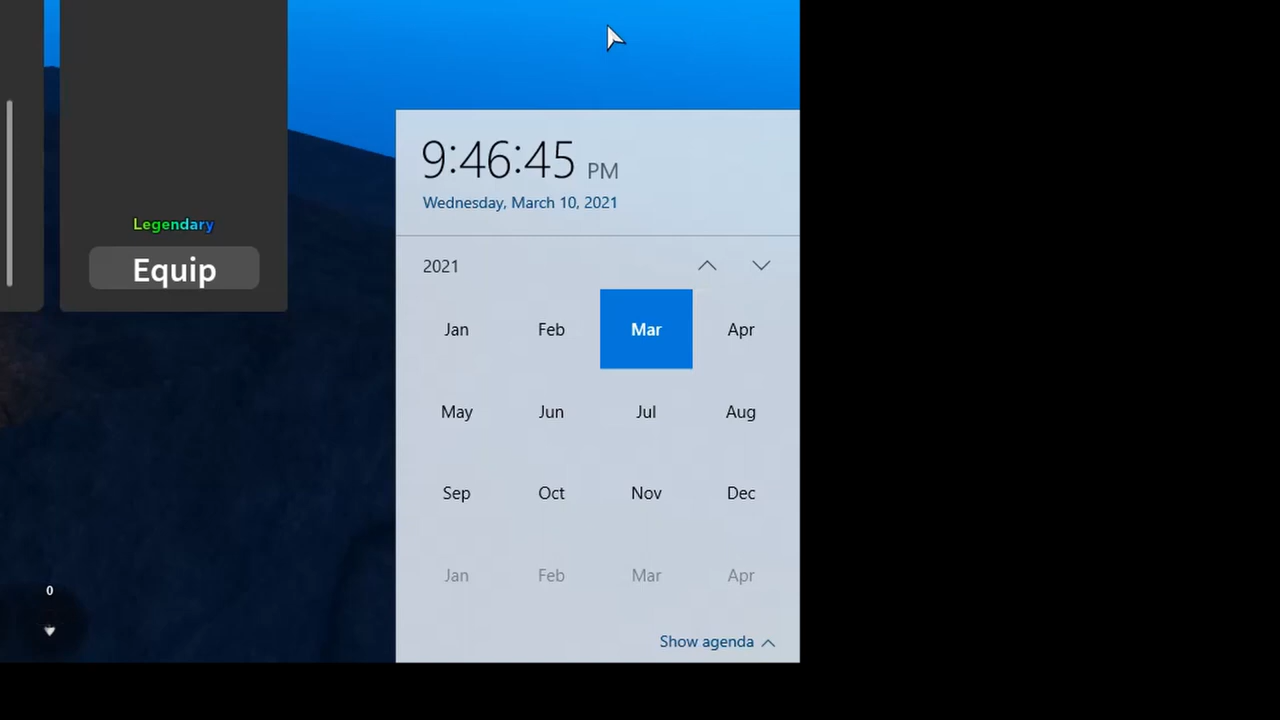 Legendary
Equip
0
9:46:45 PM
Wednesday, March 10, 2021
2021
Jan Feb Mar Apr
May Jun Jul Aug
Sep Oct Nov Dec
Jan Feb Mar Apr
Show agenda